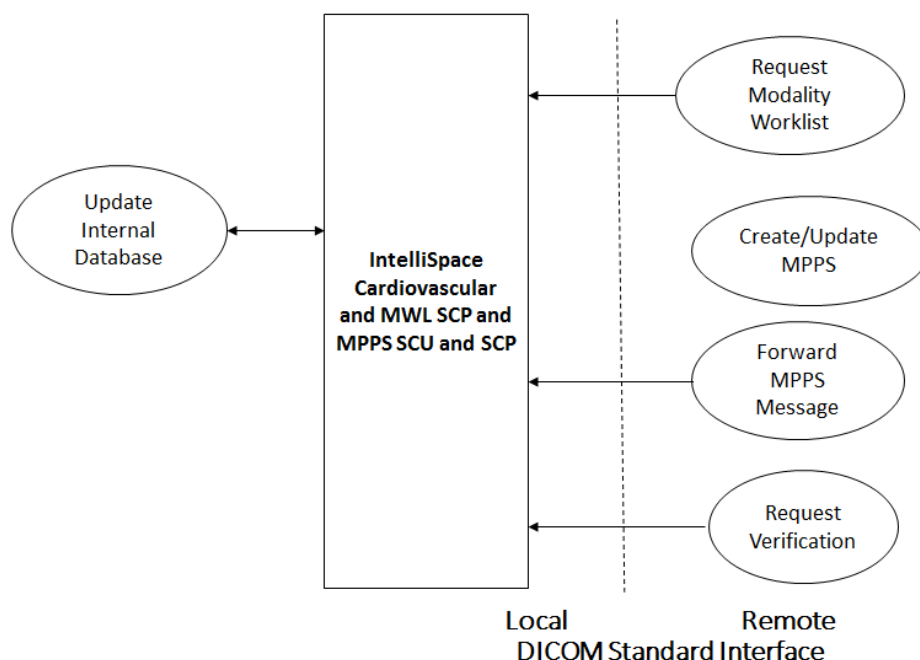 Request
Modality
Worklist
Update
Internal
Database
IntelliSpace
Cardiovascular
and MWL SCP and
MPPS SCU and SCP
Create/Update
MPPS
Forward
MPPS
Message
Request
Verification
Local
Remote
DICOM Standard Interface